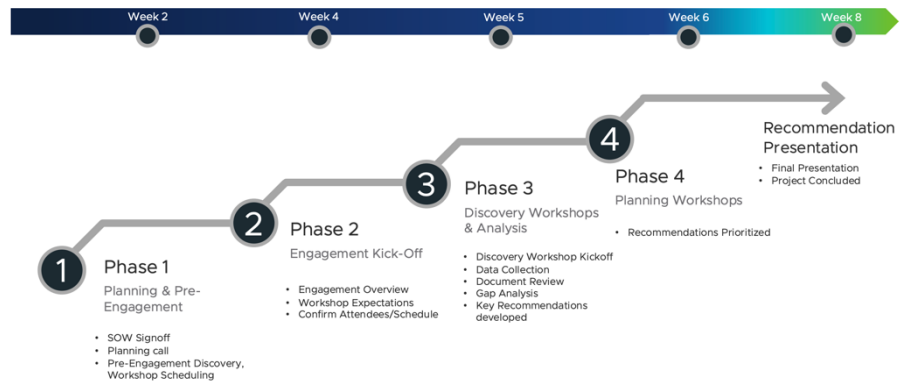 Week 2
Week 4
Week 5
Week 6
Week 8
1
Phase 1
Planning & Pre-
Engagement
• SOW Signoff
• Planning call
• Pre-Engagement Discovery,
Workshop Scheduling
2
Phase 2
Engagement Kick-Off
• Engagement Overview
• Workshop Expectations
• Confirm Attendees/Schedule
3
Phase 3
Discovery Workshops
& Analysis
• Discovery Workshop Kickoff
• Data Collection
• Document Review
• Gap Analysis
• Key Recommendations
developed
4
Phase 4
Planning Workshops
• Recommendations Prioritized
Recommendation
Presentation
• Final Presentation
• Project Concluded